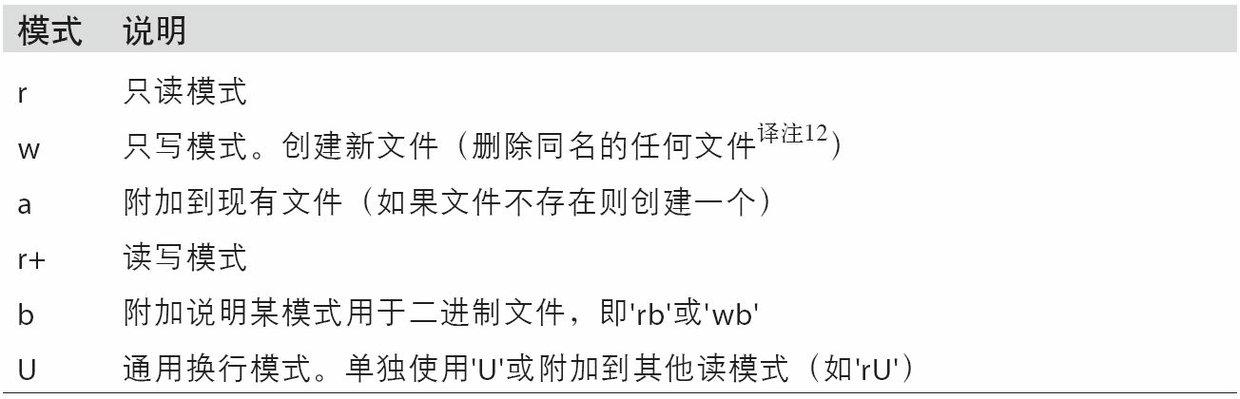 模式 说明
r 只读模式
w 只写模式。创建新文件（删除同名的任何文件译注12）
a 附加到现有文件（如果文件不存在则创建一个）
r+ 读写模式
b 附加说明某模式用于二进制文件，即'rb'或'wb'
U 通用换行模式。单独使用'U'或附加到其他读模式（如'rU'）